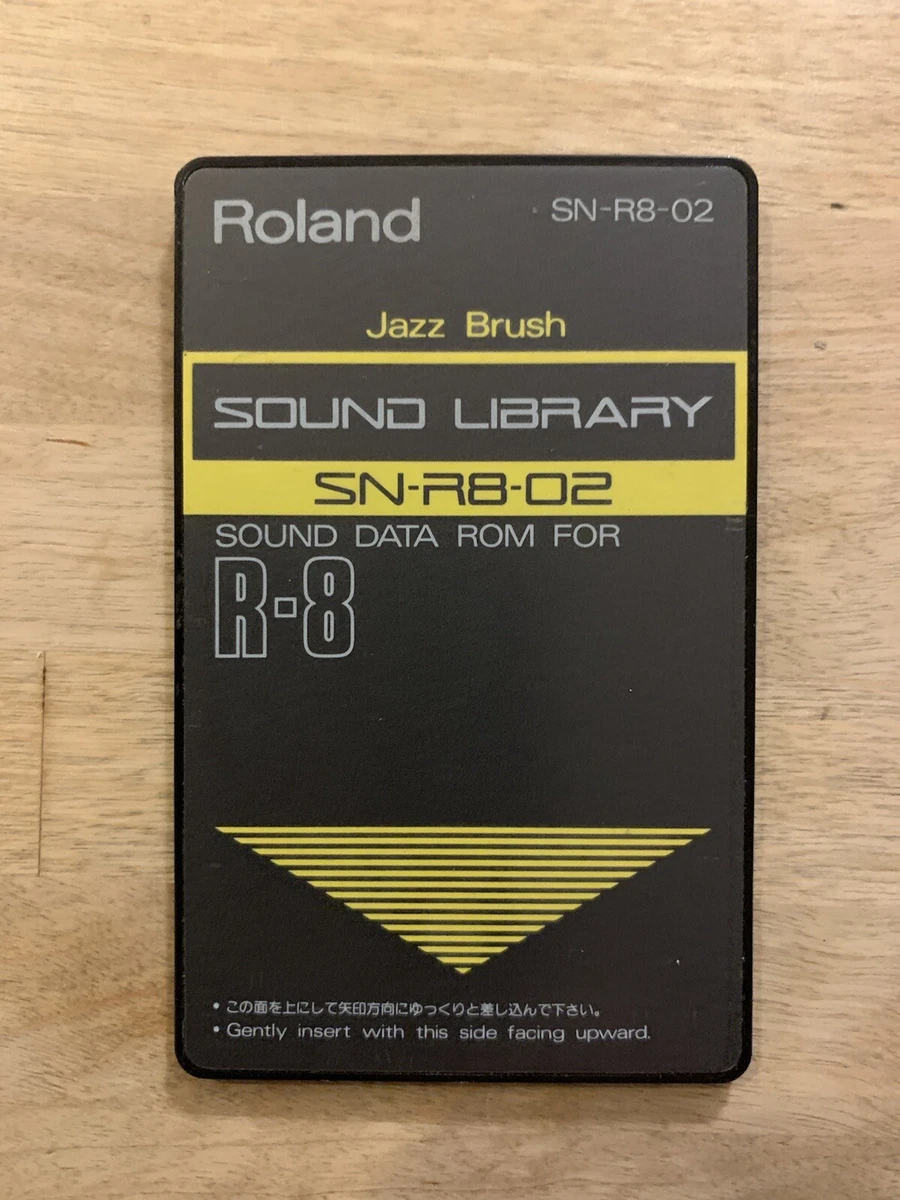 Roland
SN-R8-02
Jazz Brush
SOUND LIBRARY
SN-R8-02
SOUND DATA ROM FOR
R-8
• この面を上にして矢印方向にゆっくりと差し込んで下さい。
• Gently insert with this side facing upward.